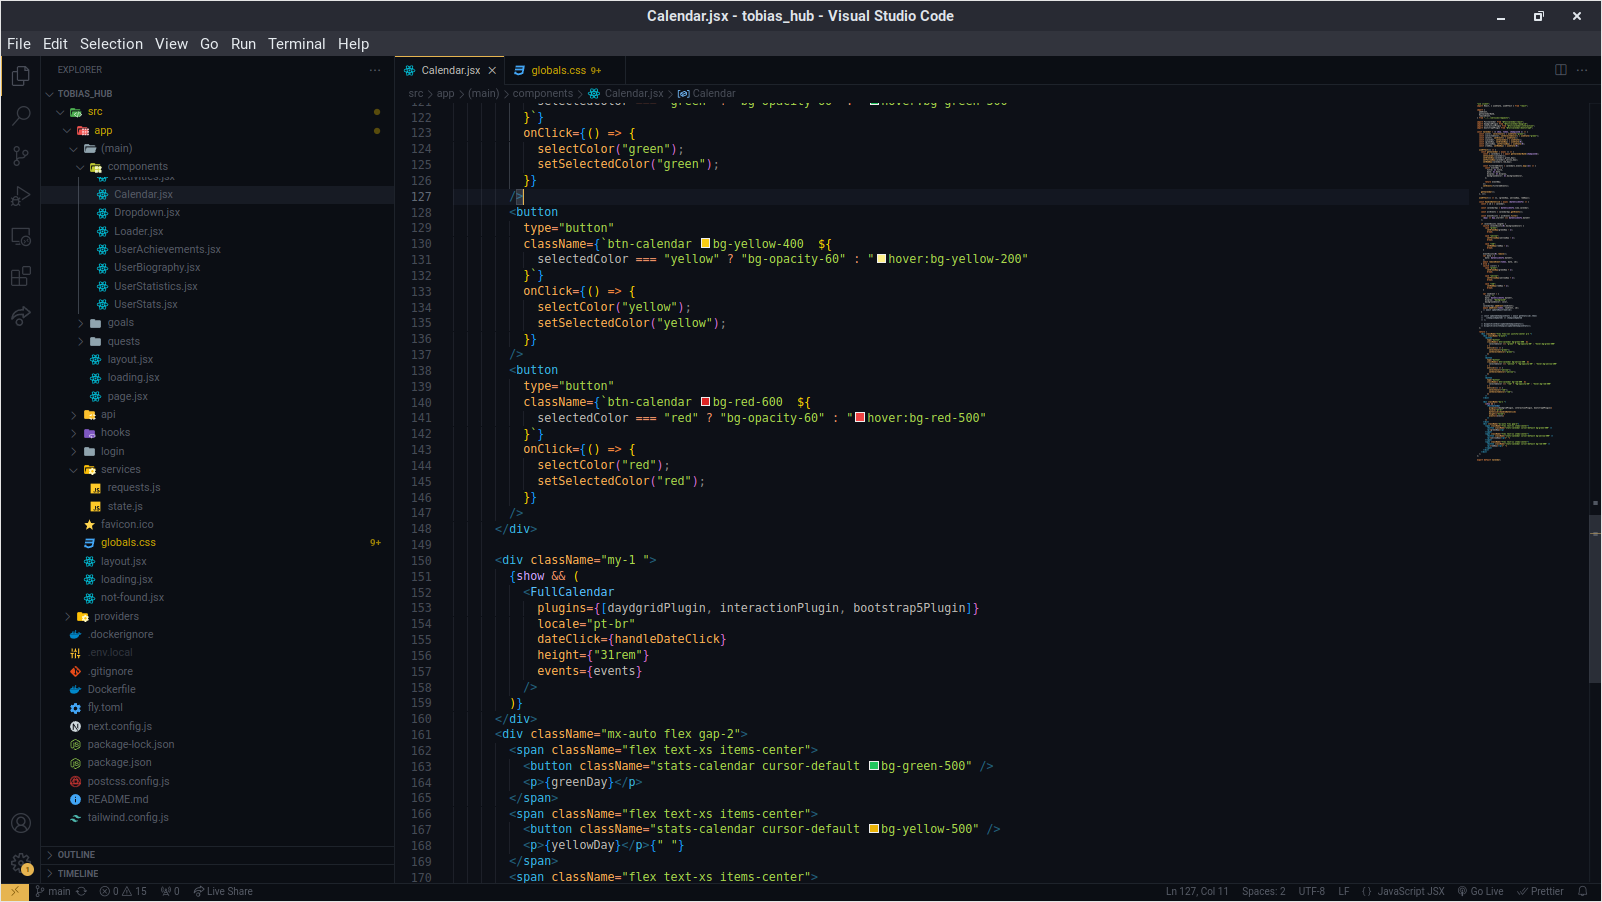 Calendar.jsx - tobias_hub - Visual Studio Code
File Edit Selection View Go Run Terminal Help
EXPLORER
TOBIAS_HUB
src
app
(main)
components
Activities.jsx
Calendar.jsx
Dropdown.jsx
Loader.jsx
UserAchievements.jsx
UserBiography.jsx
UserStatistics.jsx
UserStats.jsx
goals
quests
layout.jsx
loading.jsx
page.jsx
api
hooks
login
services
requests.js
state.js
favicon.ico
globals.css 9+
layout.jsx
loading.jsx
not-found.jsx
providers
.dockerignore
.env.local
.gitignore
Dockerfile
fly.toml
next.config.js
package-lock.json
package.json
postcss.config.js
README.md
tailwind.config.js
OUTLINE
TIMELINE
1
Calendar.jsx globals.css 9+
src > app > (main) > components > Calendar.jsx > Calendar
121 selectedColor === "green" ? "bg-opacity-60" : "hover:bg-green-300"
122 }`}
123 onClick={() => {
124 selectColor("green");
125 setSelectedColor("green");
126 }}
127 />
128 <button
129 type="button"
130 className={`btn-calendar bg-yellow-400 ${
131 selectedColor === "yellow" ? "bg-opacity-60" : "hover:bg-yellow-200"
132 }`}
133 onClick={() => {
134 selectColor("yellow");
135 setSelectedColor("yellow");
136 }}
137 />
138 <button
139 type="button"
140 className={`btn-calendar bg-red-600 ${
141 selectedColor === "red" ? "bg-opacity-60" : "hover:bg-red-500"
142 }`}
143 onClick={() => {
144 selectColor("red");
145 setSelectedColor("red");
146 }}
147 />
148 </div>
149
150 <div className="my-1 ">
151 {show && (
152 <FullCalendar
153 plugins={[daydgridPlugin, interactionPlugin, bootstrap5Plugin]}
154 locale="pt-br"
155 dateClick={handleDateClick}
156 height={"31rem"}
157 events={events}
158 />
159 )}
160 </div>
161 <div className="mx-auto flex gap-2">
162 <span className="flex text-xs items-center">
163 <button className="stats-calendar cursor-default bg-green-500" />
164 <p>{greenDay}</p>
165 </span>
166 <span className="flex text-xs items-center">
167 <button className="stats-calendar cursor-default bg-yellow-500" />
168 <p>{yellowDay}</p>{" "}
169 </span>
170 <span className="flex text-xs items-center">
main 0 15 0 Live Share
Ln 127, Col 11 Spaces: 2 UTF-8 LF {} JavaScript JSX Go Live Prettier